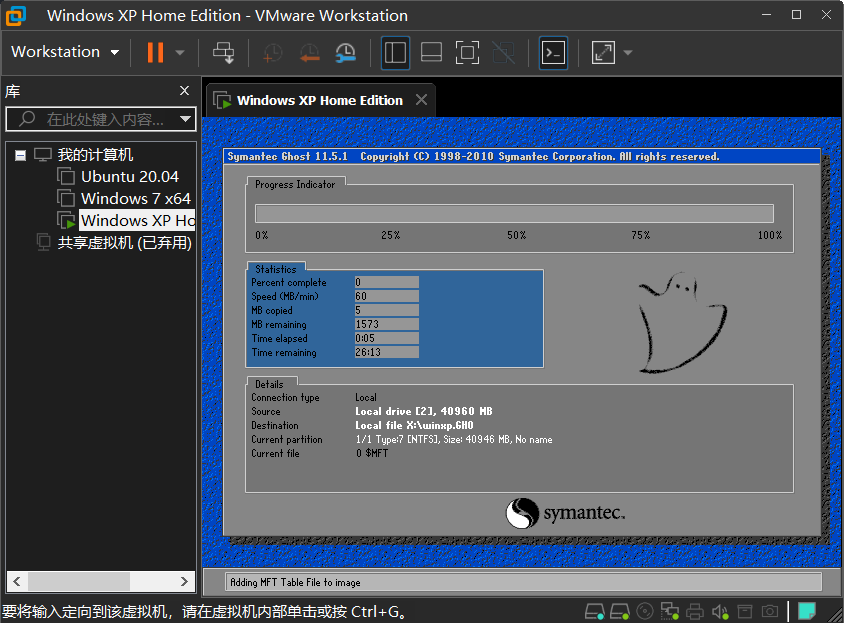 Windows XP Home Edition - VMware Workstation
Workstation
库
在此处键入内容...
我的计算机
Ubuntu 20.04
Windows 7 x64
Windows XP Ho
共享虚拟机 (已弃用)
Windows XP Home Edition
Symantec Ghost 11.5.1 Copyright (C) 1998-2010 Symantec Corporation. All rights reserved.
Progress Indicator
0% 25% 50% 75% 100%
Statistics
Percent complete 0
Speed (MB/min) 60
MB copied 5
MB remaining 1573
Time elapsed 0:05
Time remaining 26:13
Details
Connection type Local
Source Local drive [2], 40960 MB
Destination Local file X:\winxp.GHO
Current partition 1/1 Type:7 [NTFS], Size: 40946 MB, No name
Current file 0 $MFT
symantec.
Adding MFT Table File to image
要将输入定向到该虚拟机，请在虚拟机内部单击或按 Ctrl+G。